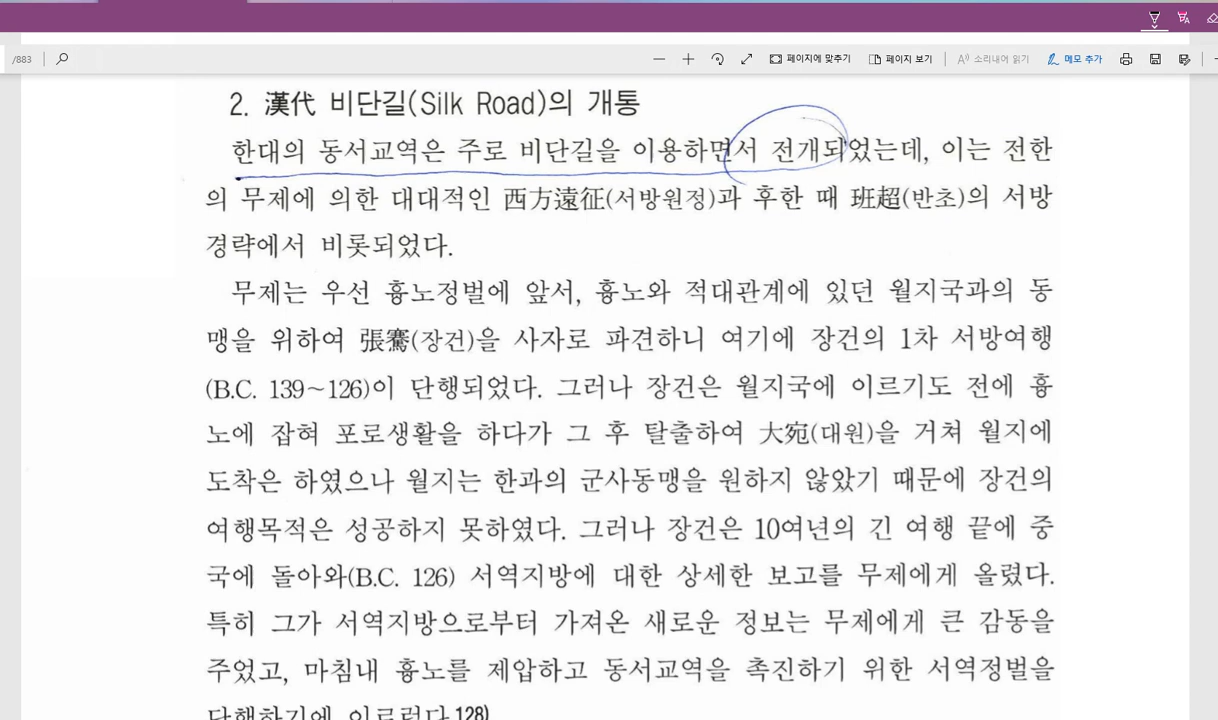 /883
페이지에 맞추기 페이지 보기 소리내어 읽기 메모 추가
2. 漢代 비단길(Silk Road)의 개통
한대의 동서교역은 주로 비단길을 이용하면서 전개되었는데, 이는 전한
의 무제에 의한 대대적인 西方遠征(서방원정)과 후한 때 班超(반초)의 서방
경략에서 비롯되었다.
무제는 우선 흉노정벌에 앞서, 흉노와 적대관계에 있던 월지국과의 동
맹을 위하여 張騫(장건)을 사자로 파견하니 여기에 장건의 1차 서방여행
(B.C. 139~126)이 단행되었다. 그러나 장건은 월지국에 이르기도 전에 흉
노에 잡혀 포로생활을 하다가 그 후 탈출하여 大宛(대원)을 거쳐 월지에
도착은 하였으나 월지는 한과의 군사동맹을 원하지 않았기 때문에 장건의
여행목적은 성공하지 못하였다. 그러나 장건은 10여년의 긴 여행 끝에 중
국에 돌아와(B.C. 126) 서역지방에 대한 상세한 보고를 무제에게 올렸다.
특히 그가 서역지방으로부터 가져온 새로운 정보는 무제에게 큰 감동을
주었고, 마침내 흉노를 제압하고 동서교역을 촉진하기 위한 서역정벌을
단행하기에 이르렀다.128)